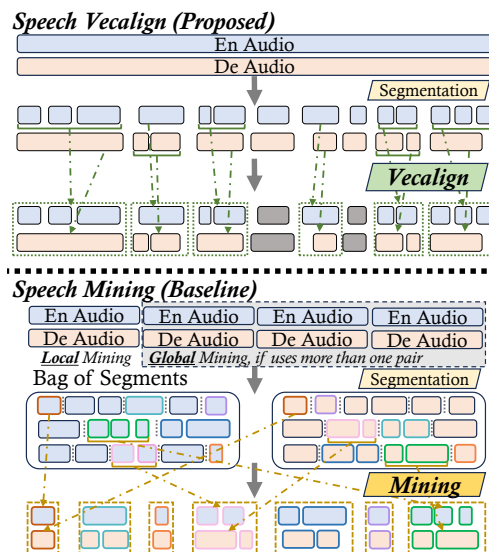 Speech Vecalign (Proposed)
En Audio
De Audio
Segmentation
Vecalign
Speech Mining (Baseline)
En Audio En Audio En Audio En Audio
De Audio De Audio De Audio De Audio
Local Mining Global Mining, if uses more than one pair
Bag of Segments Segmentation
Mining